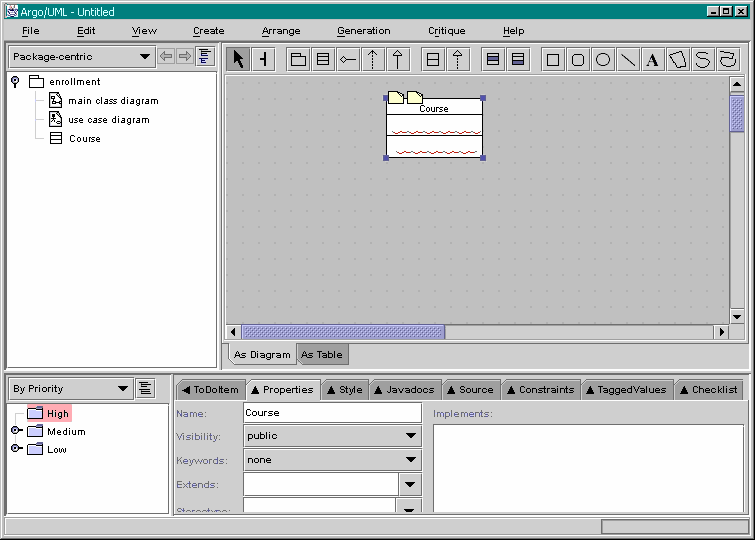 Argo/UML - Untitled
File Edit View Create Arrange Generation Critique Help
Package-centric
A
enrollment
main class diagram
use case diagram
Course
Course
As Diagram As Table
By Priority
High
Medium
Low
ToDoItem Properties Style Javadocs Source Constraints TaggedValues Checklist
Name: Course
Implements:
Visibility: public
Keywords: none
Extends:
Stereotype: